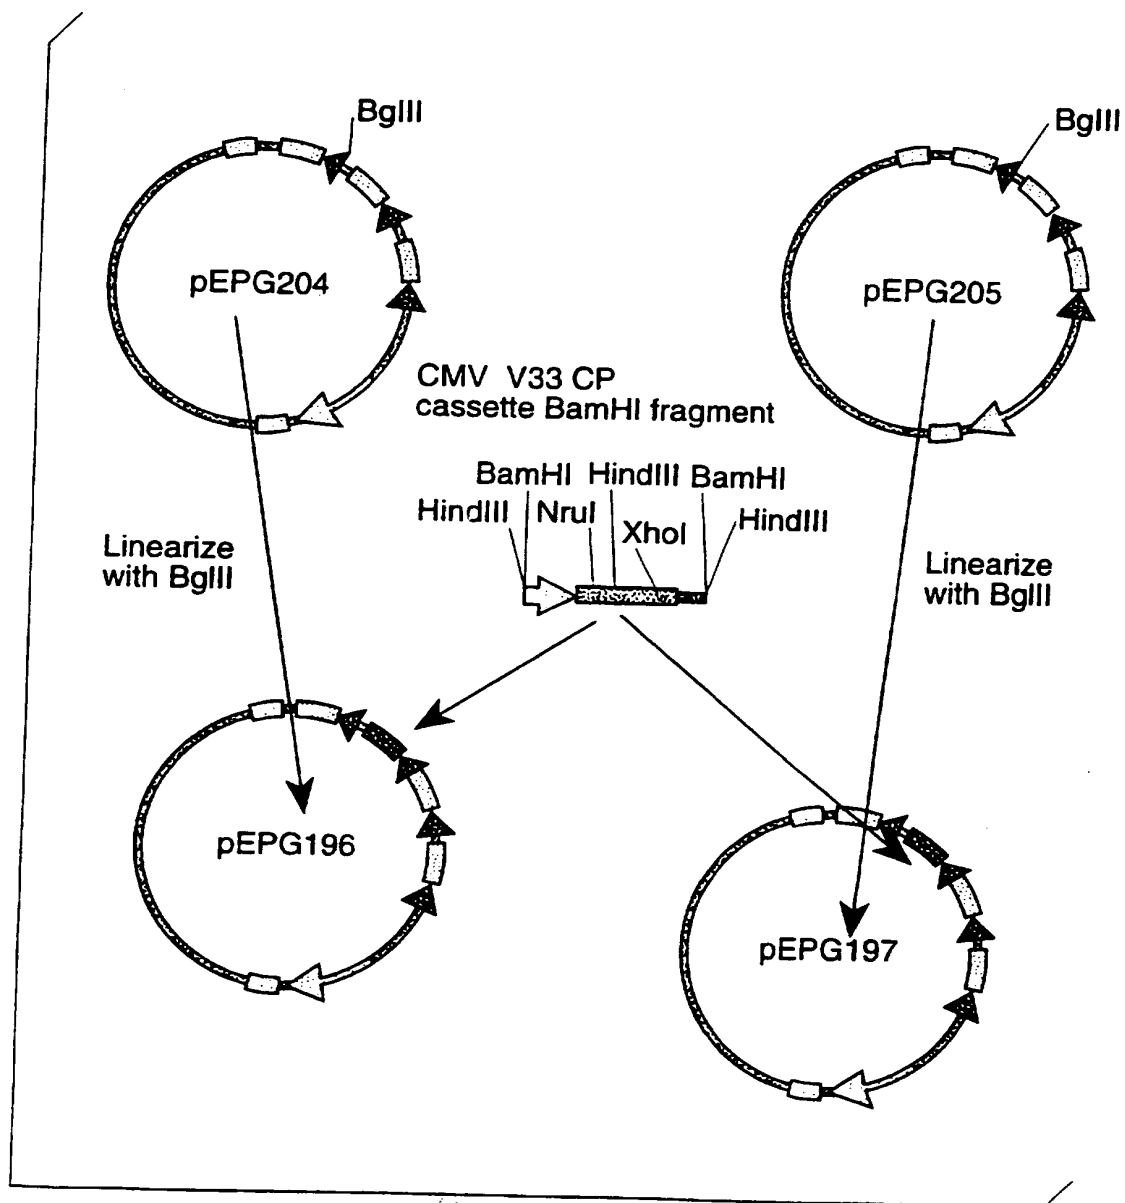 BglII
BglII
pEPG204
pEPG205
CMV V33 CP
cassette BamHI fragment
BamHI HindIII BamHI
HindIII NruI XhoI HindIII
Linearize
with BglII
Linearize
with BglII
pEPG196
pEPG197